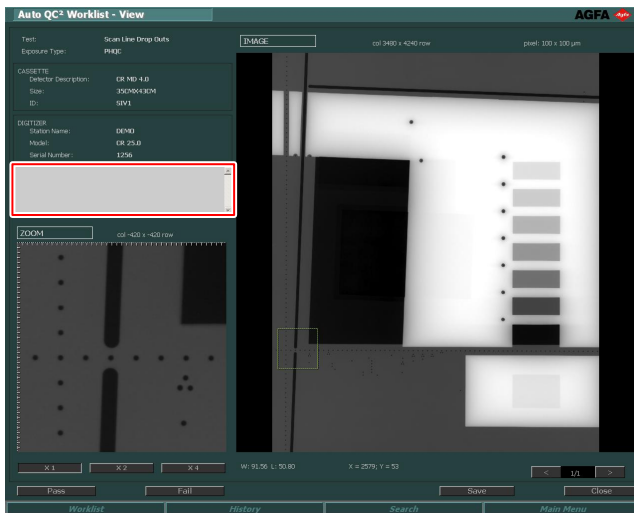 Auto QC² Worklist - View
AGFA
Agfa
Test: Scan Line Drop Outs
Exposure Type: PHQC
CASSETTE
Detector Description: CR MD 4.0
Size: 35CMX43CM
ID: SIV1
DIGITIZER
Station Name: DEMO
Model: CR 25.0
Serial Number: 1256
ZOOM
col -420 x -420 row
IMAGE
col 3480 x 4240 row
pixel: 100 x 100 µm
X 1
X 2
X 4
W: 91.56 L: 50.80
X = 2579; Y = 53
<
1/1
>
Pass
Fail
Save
Close
Worklist
History
Search
Main Menu